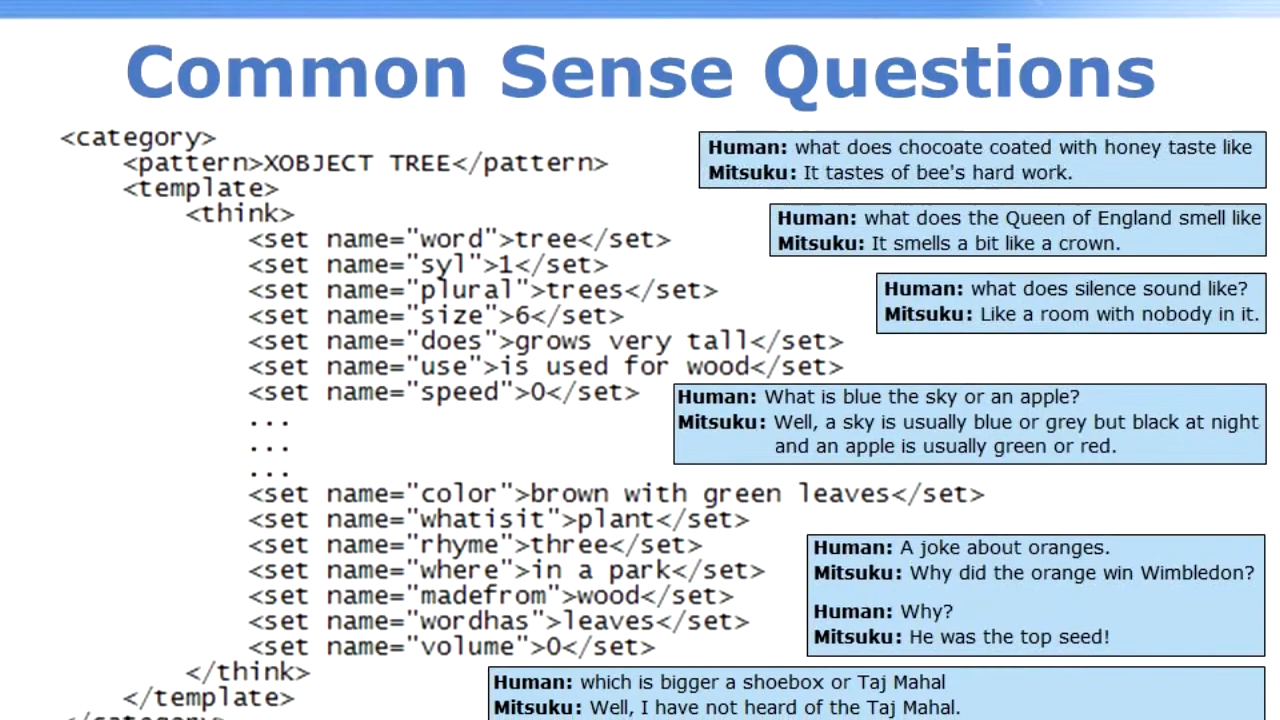 Common Sense Questions
<category>
<pattern>XOBJECT TREE</pattern>
<template>
<think>
<set name="word">tree</set>
<set name="syl">1</set>
<set name="plural">trees</set>
<set name="size">6</set>
<set name="does">grows very tall</set>
<set name="use">is used for wood</set>
<set name="speed">0</set>
...
...
...
<set name="color">brown with green leaves</set>
<set name="whatisit">plant</set>
<set name="rhyme">three</set>
<set name="where">in a park</set>
<set name="madefrom">wood</set>
<set name="wordhas">leaves</set>
<set name="volume">0</set>
</think>
</template>
</category>
Human: what does chocoate coated with honey taste like
Mitsuku: It tastes of bee's hard work.
Human: what does the Queen of England smell like
Mitsuku: It smells a bit like a crown.
Human: what does silence sound like?
Mitsuku: Like a room with nobody in it.
Human: What is blue the sky or an apple?
Mitsuku: Well, a sky is usually blue or grey but black at night
and an apple is usually green or red.
Human: A joke about oranges.
Mitsuku: Why did the orange win Wimbledon?
Human: Why?
Mitsuku: He was the top seed!
Human: which is bigger a shoebox or Taj Mahal
Mitsuku: Well, I have not heard of the Taj Mahal.